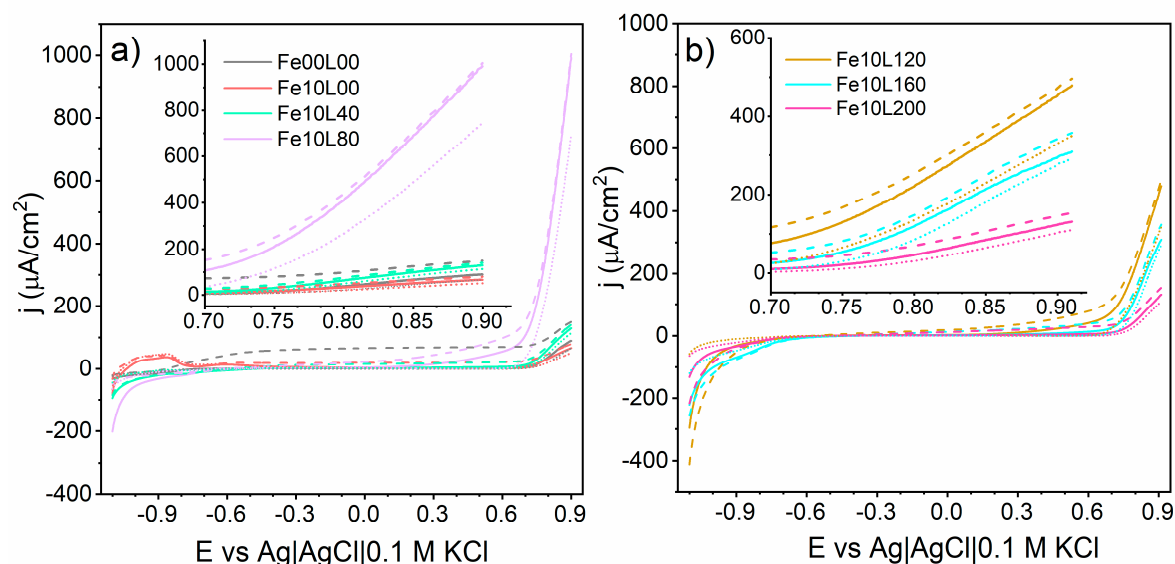 a)
Fe00L00
Fe10L00
Fe10L40
Fe10L80
1000
800
600
400
200
0
0.70 0.75 0.80 0.85 0.90
1000
800
600
400
200
0
-200
-400
-0.9 -0.6 -0.3 0.0 0.3 0.6 0.9
j (µA/cm²)
E vs Ag|AgCl|0.1 M KCl
b)
Fe10L120
Fe10L160
Fe10L200
600
400
200
0
0.70 0.75 0.80 0.85 0.90
1000
800
600
400
200
0
-200
-400
-0.9 -0.6 -0.3 0.0 0.3 0.6 0.9
j (µA/cm²)
E vs Ag|AgCl|0.1 M KCl